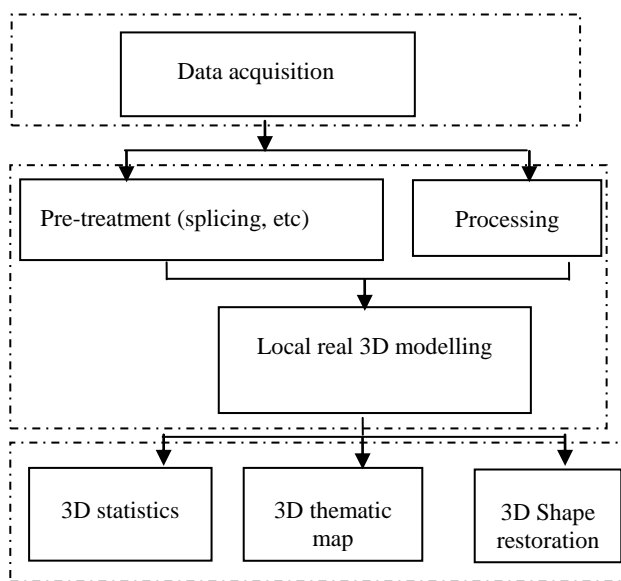 Data acquisition
Pre-treatment (splicing, etc)
Processing
Local real 3D modelling
3D statistics
3D thematic
map
3D Shape
restoration